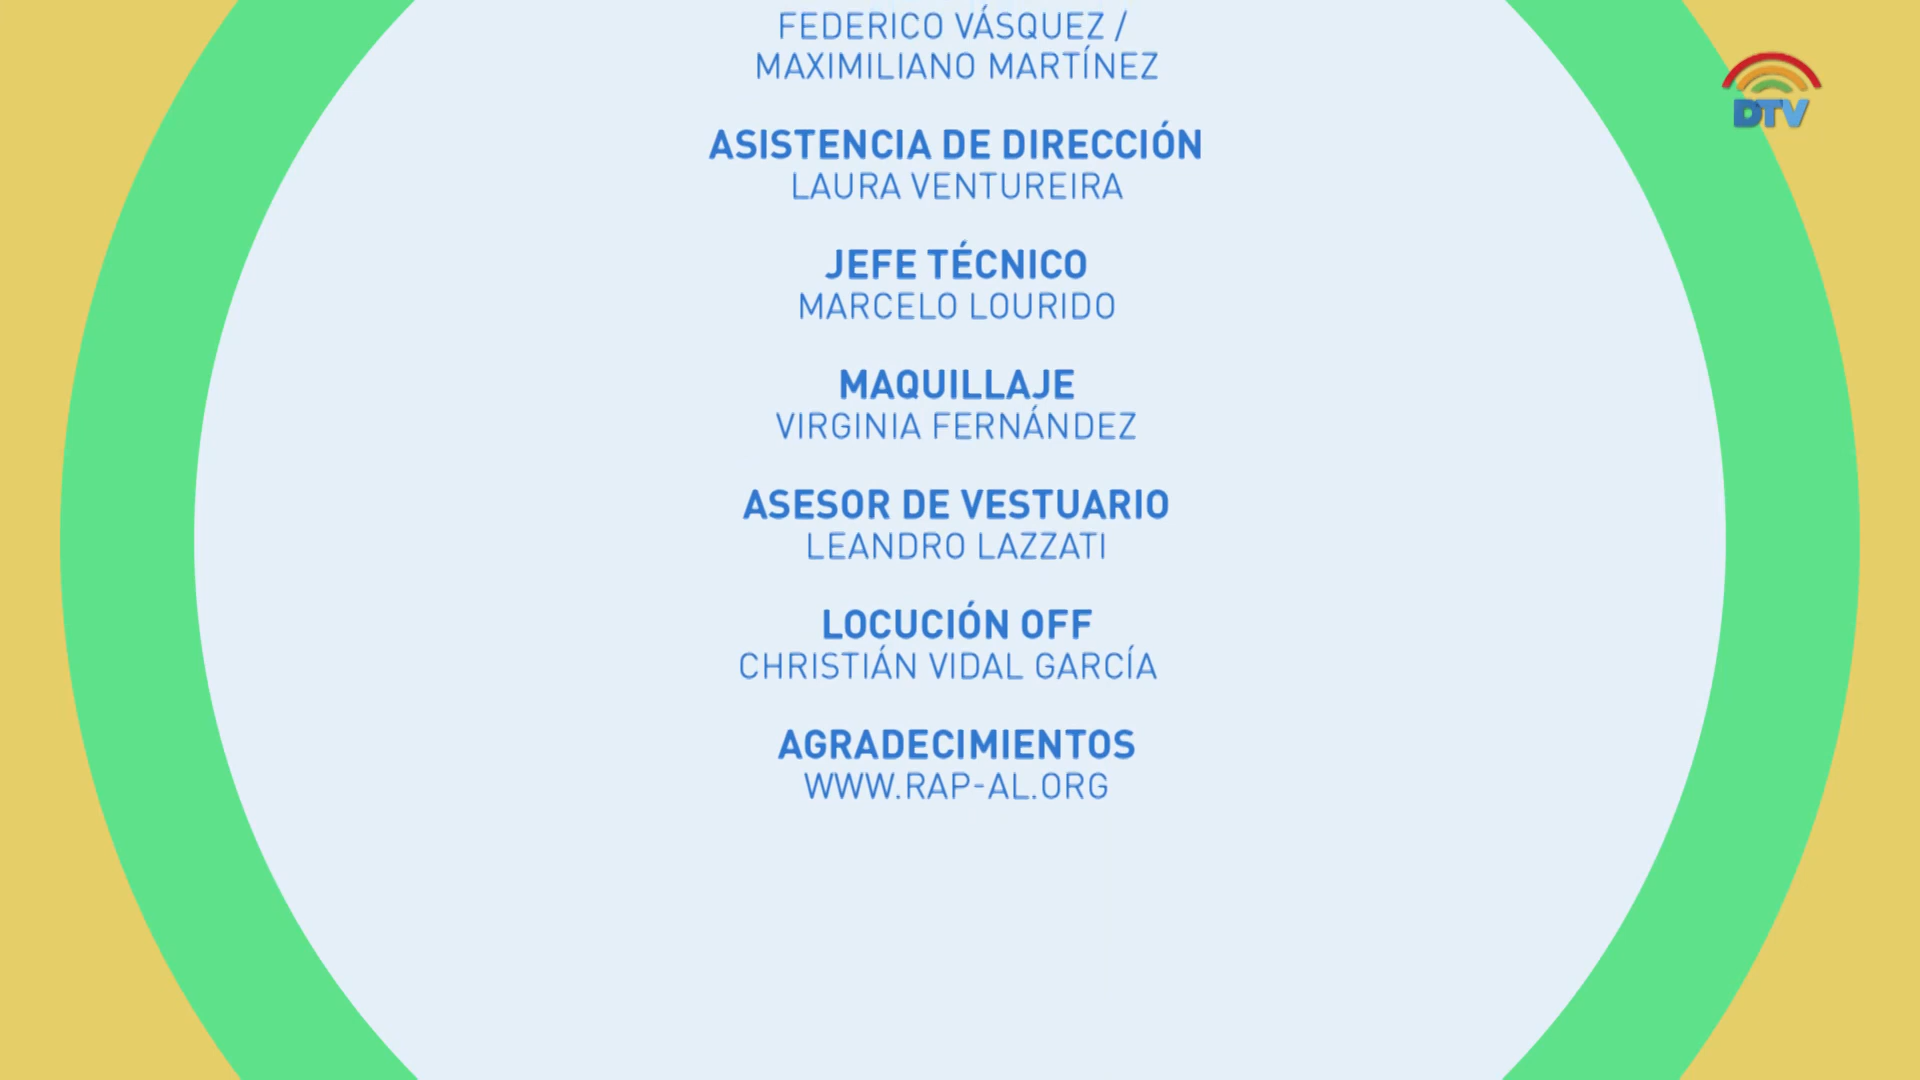 FEDERICO VÁSQUEZ /
MAXIMILIANO MARTÍNEZ
ASISTENCIA DE DIRECCIÓN
LAURA VENTUREIRA
JEFE TÉCNICO
MARCELO LOURIDO
MAQUILLAJE
VIRGINIA FERNÁNDEZ
ASESOR DE VESTUARIO
LEANDRO LAZZATI
LOCUCIÓN OFF
CHRISTIÁN VIDAL GARCÍA
AGRADECIMIENTOS
WWW.RAP-AL.ORG
DTV